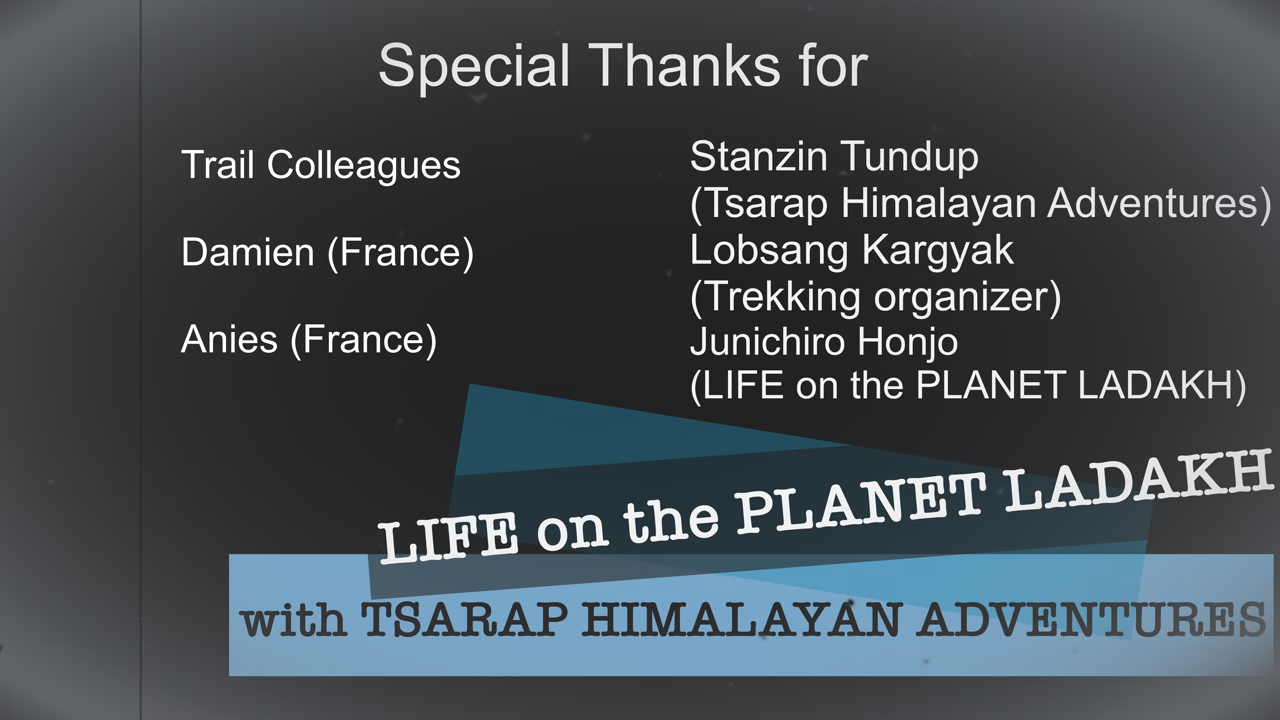 Special Thanks for
Trail Colleagues
Damien (France)
Anies (France)
Stanzin Tundup
(Tsarap Himalayan Adventures)
Lobsang Kargyak
(Trekking organizer)
Junichiro Honjo
(LIFE on the PLANET LADAKH)
LIFE on the PLANET LADAKH
with TSARAP HIMALAYAN ADVENTURES